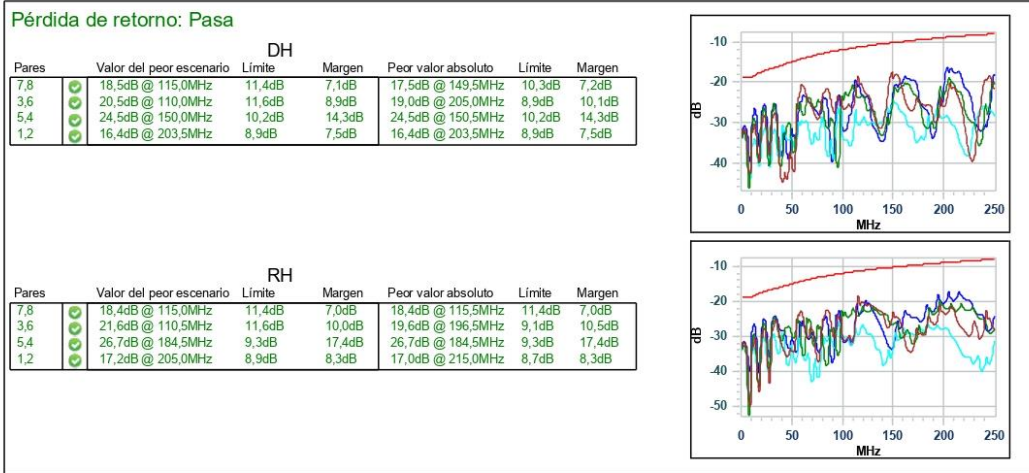 Pérdida de retorno: Pasa
DH
Pares Valor del peor escenario Límite Margen Peor valor absoluto Límite Margen
7,8 18,5dB @ 115,0MHz 11,4dB 7,1dB 17,5dB @ 149,5MHz 10,3dB 7,2dB
3,6 20,5dB @ 110,0MHz 11,6dB 8,9dB 19,0dB @ 205,0MHz 8,9dB 10,1dB
5,4 24,5dB @ 150,0MHz 10,2dB 14,3dB 24,5dB @ 150,5MHz 10,2dB 14,3dB
1,2 16,4dB @ 203,5MHz 8,9dB 7,5dB 16,4dB @ 203,5MHz 8,9dB 7,5dB
-10
-20
-30
-40
dB
0 50 100 150 200 250
MHz
RH
Pares Valor del peor escenario Límite Margen Peor valor absoluto Límite Margen
7,8 18,4dB @ 115,0MHz 11,4dB 7,0dB 18,4dB @ 115,5MHz 11,4dB 7,0dB
3,6 21,6dB @ 110,5MHz 11,6dB 10,0dB 19,6dB @ 196,5MHz 9,1dB 10,5dB
5,4 26,7dB @ 184,5MHz 9,3dB 17,4dB 26,7dB @ 184,5MHz 9,3dB 17,4dB
1,2 17,2dB @ 205,0MHz 8,9dB 8,3dB 17,0dB @ 215,0MHz 8,7dB 8,3dB
-10
-20
-30
-40
-50
dB
0 50 100 150 200 250
MHz